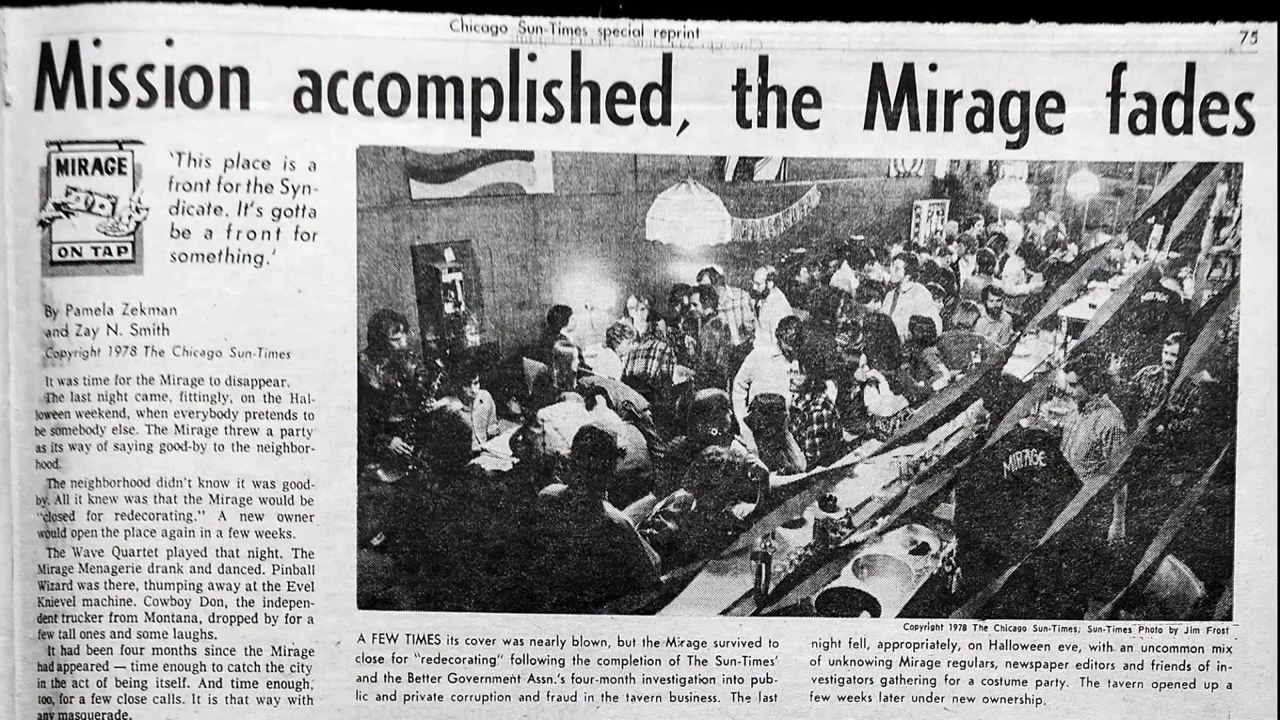 Chicago Sun-Times special reprint
75
Mission accomplished, the Mirage fades
MIRAGE
ON TAP
'This place is a
front for the Syn-
dicate. It's gotta
be a front for
something.'
By Pamela Zekman
and Zay N. Smith
Copyright 1978 The Chicago Sun-Times
It was time for the Mirage to disappear.
The last night came, fittingly, on the Hal-
loween weekend, when everybody pretends to
be somebody else. The Mirage threw a party
as its way of saying good-by to the neighbor-
hood.
The neighborhood didn't know it was good-
by. All it knew was that the Mirage would be
"closed for redecorating." A new owner
would open the place again in a few weeks.
The Wave Quartet played that night. The
Mirage Menagerie drank and danced. Pinball
Wizard was there, thumping away at the Evel
Knievel machine. Cowboy Don, the indepen-
dent trucker from Montana, dropped by for a
few tall ones and some laughs.
It had been four months since the Mirage
had appeared — time enough to catch the city
in the act of being itself. And time enough,
too, for a few close calls. It is that way with
any masquerade.
MIRAGE
Copyright 1978 The Chicago Sun-Times; Sun-Times Photo by Jim Frost
A FEW TIMES its cover was nearly blown, but the Mirage survived to
close for "redecorating" following the completion of The Sun-Times'
and the Better Government Assn.'s four-month investigation into pub-
lic and private corruption and fraud in the tavern business. The last
night fell, appropriately, on Halloween eve, with an uncommon mix
of unknowing Mirage regulars, newspaper editors and friends of in-
vestigators gathering for a costume party. The tavern opened up a
few weeks later under new ownership.